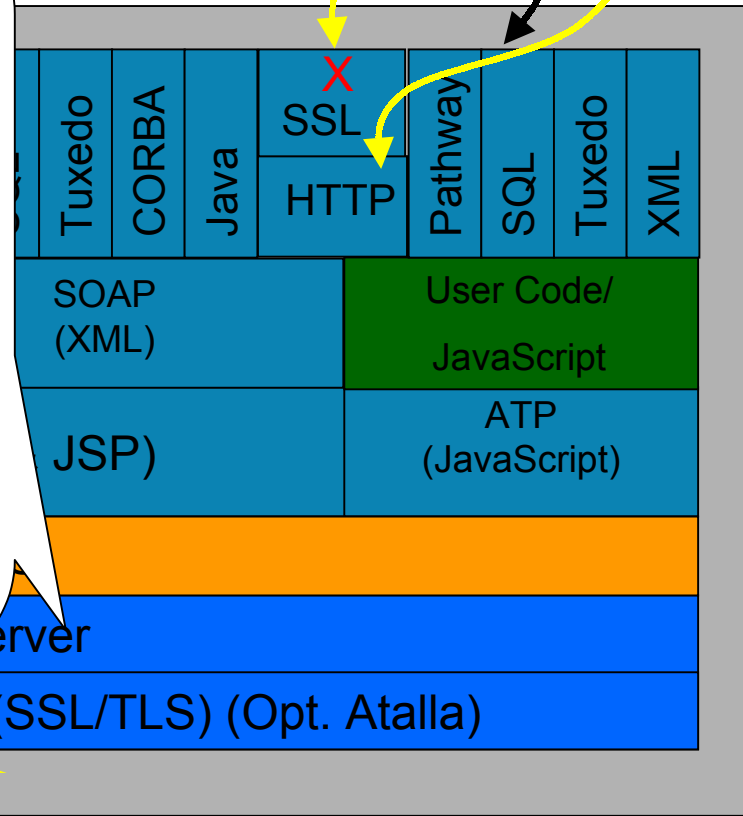 Tuxedo
CORBA
Java
X
SSL
HTTP
Pathway
SQL
Tuxedo
XML
SOAP
(XML)
User Code/
JavaScript
JSP)
ATP
(JavaScript)
erver
(SSL/TLS) (Opt. Atalla)